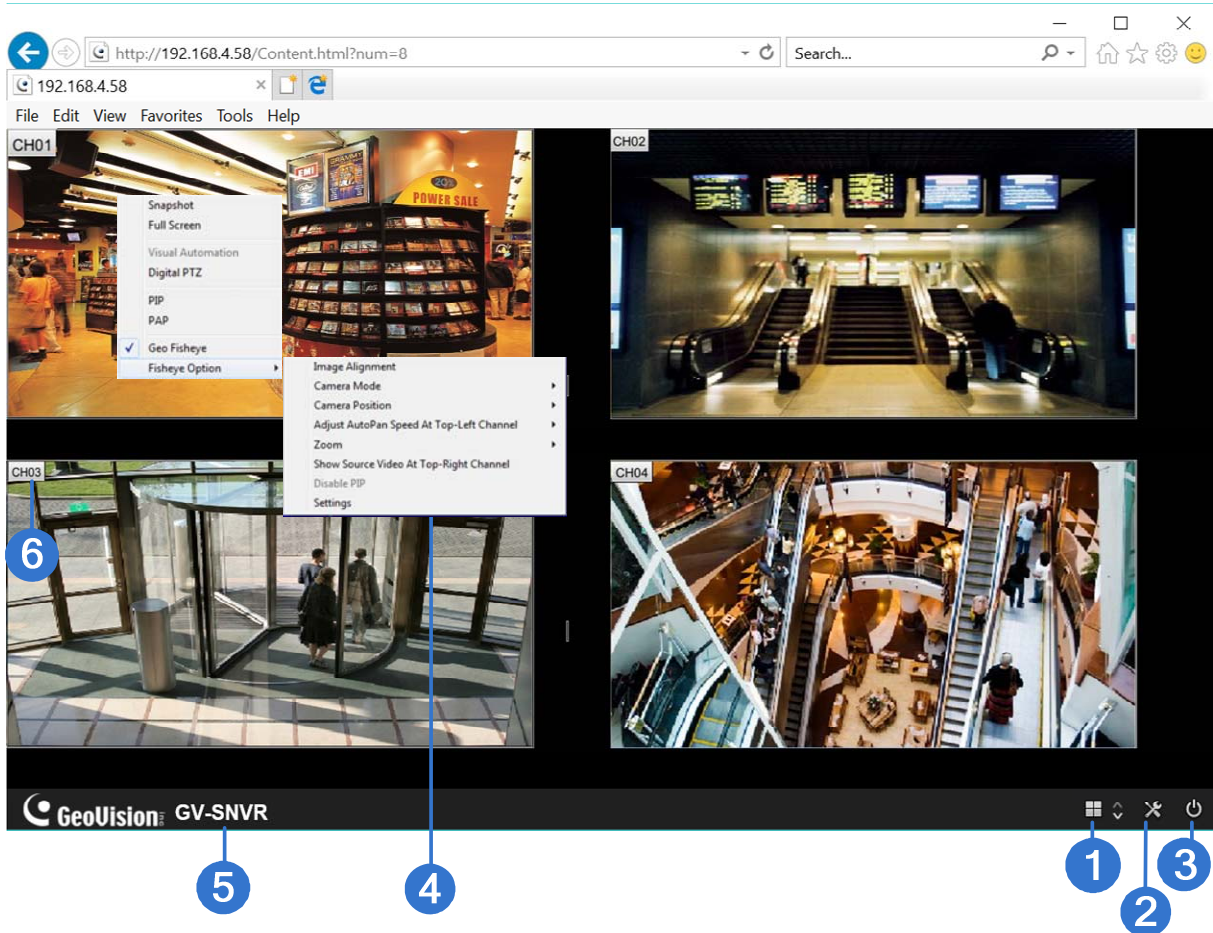 http://192.168.4.58/Content.html?num=8
Search...
192.168.4.58
File Edit View Favorites Tools Help
CH01
CH02
EMI
GRAMMY
20%
POWER SALE
Snapshot
Full Screen
Visual Automation
Digital PTZ
PIP
PAP
Geo Fisheye
Fisheye Option
Image Alignment
Camera Mode
Camera Position
Adjust AutoPan Speed At Top-Left Channel
Zoom
Show Source Video At Top-Right Channel
Disable PIP
Settings
CH03
CH04
6
GeoVision GV-SNVR
1
2
3
4
5